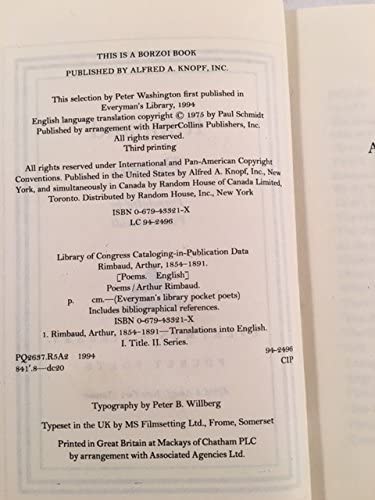 THIS IS A BORZOI BOOK
PUBLISHED BY ALFRED A. KNOPF, INC.
This selection by Peter Washington first published in
Everyman's Library, 1994
English language translation copyright © 1975 by Paul Schmidt
Published by arrangement with HarperCollins Publishers, Inc.
All rights reserved.
Third printing
All rights reserved under International and Pan-American Copyright
Conventions. Published in the United States by Alfred A. Knopf, Inc., New
York, and simultaneously in Canada by Random House of Canada Limited,
Toronto. Distributed by Random House, Inc., New York
ISBN 0-679-43321-X
LC 94-2496
Library of Congress Cataloging-in-Publication Data
Rimbaud, Arthur, 1854-1891.
[Poems. English]
Poems/Arthur Rimbaud.
p. cm.—(Everyman's library pocket poets)
Includes bibliographical references.
ISBN 0-679-43321-X
1. Rimbaud, Arthur, 1854-1891—Translations into English.
I. Title. II. Series.
PQ2637.R5A2 1994 94-2496
841'.8—dc20 CIP
Typography by Peter B. Willberg
Typeset in the UK by MS Filmsetting Ltd., Frome, Somerset
Printed in Great Britain at Mackays of Chatham PLC
by arrangement with Associated Agencies Ltd.
A